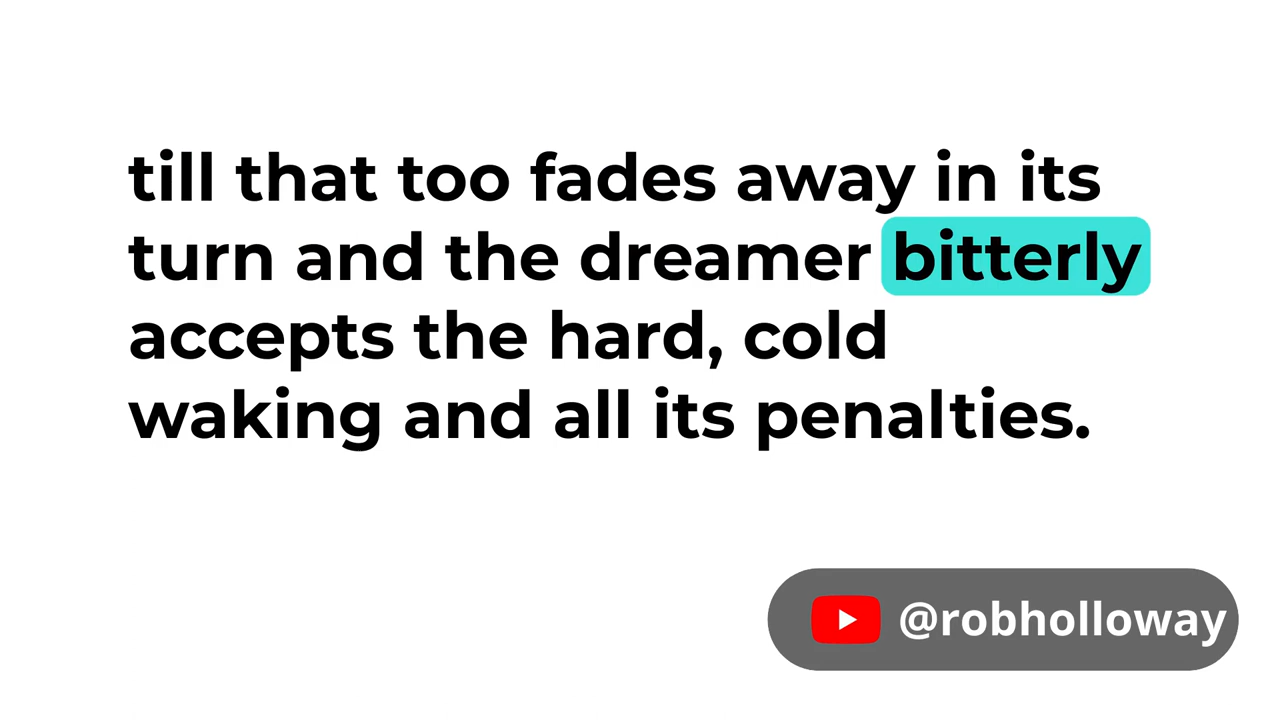 till that too fades away in its
turn and the dreamer bitterly
accepts the hard, cold
waking and all its penalties.
@robholloway